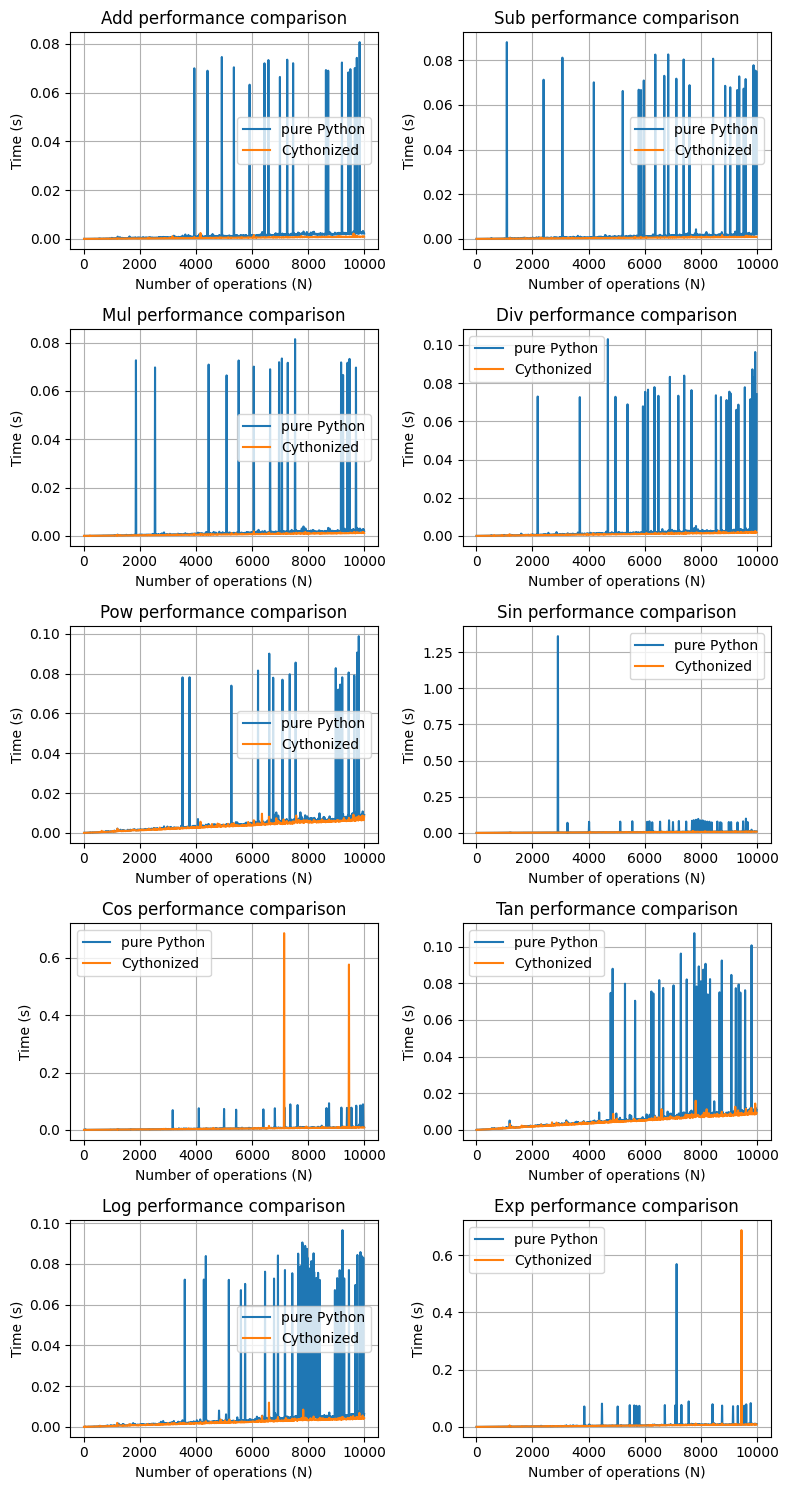 Add performance comparison
Time (s)
0.08
0.06
0.04
0.02
0.00
pure Python
Cythonized
0 2000 4000 6000 8000 10000
Number of operations (N)
Sub performance comparison
Time (s)
0.08
0.06
0.04
0.02
0.00
pure Python
Cythonized
0 2000 4000 6000 8000 10000
Number of operations (N)
Mul performance comparison
Time (s)
0.08
0.06
0.04
0.02
0.00
pure Python
Cythonized
0 2000 4000 6000 8000 10000
Number of operations (N)
Div performance comparison
Time (s)
0.10
0.08
0.06
0.04
0.02
0.00
pure Python
Cythonized
0 2000 4000 6000 8000 10000
Number of operations (N)
Pow performance comparison
Time (s)
0.10
0.08
0.06
0.04
0.02
0.00
pure Python
Cythonized
0 2000 4000 6000 8000 10000
Number of operations (N)
Sin performance comparison
Time (s)
1.25
1.00
0.75
0.50
0.25
0.00
pure Python
Cythonized
0 2000 4000 6000 8000 10000
Number of operations (N)
Cos performance comparison
Time (s)
0.6
0.4
0.2
0.0
pure Python
Cythonized
0 2000 4000 6000 8000 10000
Number of operations (N)
Tan performance comparison
Time (s)
0.10
0.08
0.06
0.04
0.02
0.00
pure Python
Cythonized
0 2000 4000 6000 8000 10000
Number of operations (N)
Log performance comparison
Time (s)
0.10
0.08
0.06
0.04
0.02
0.00
pure Python
Cythonized
0 2000 4000 6000 8000 10000
Number of operations (N)
Exp performance comparison
Time (s)
0.6
0.4
0.2
0.0
pure Python
Cythonized
0 2000 4000 6000 8000 10000
Number of operations (N)